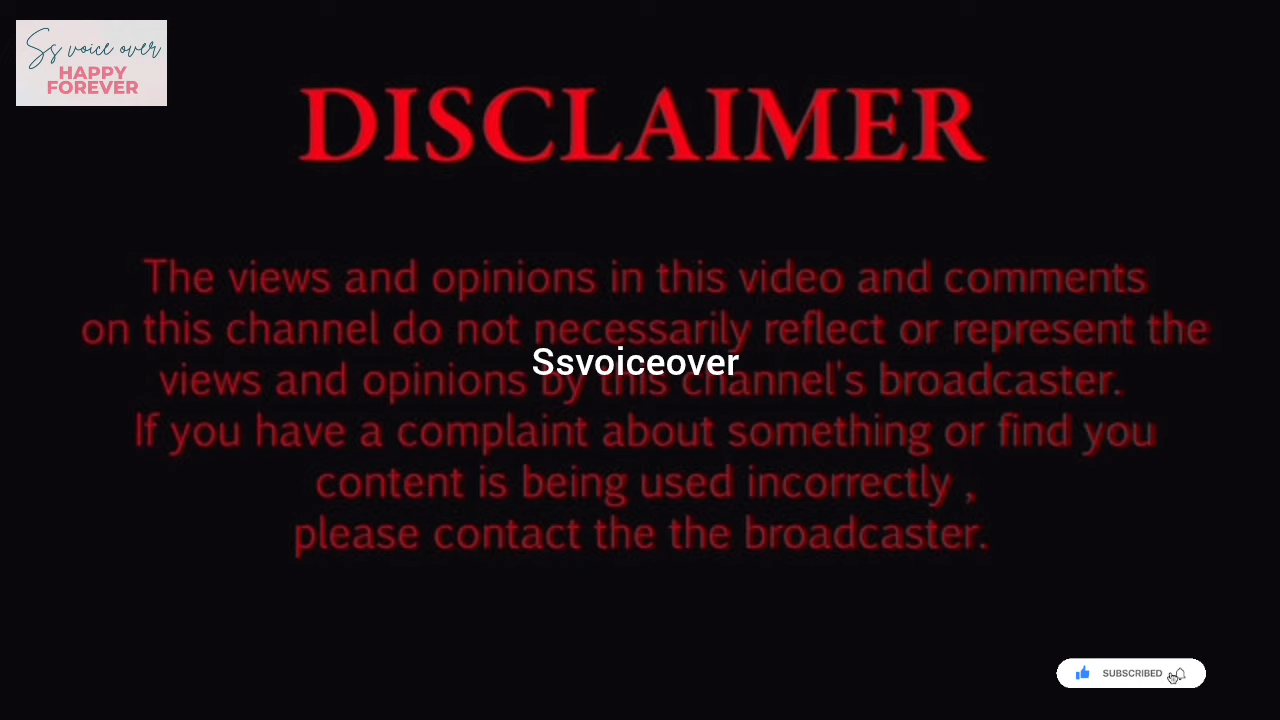 Ss voice over
HAPPY
FOREVER
DISCLAIMER
The views and opinions in this video and comments
on this channel do not necessarily reflect or represent the
Ssvoiceover
views and opinions by this channel's broadcaster.
If you have a complaint about something or find you
content is being used incorrectly ,
please contact the the broadcaster.
SUBSCRIBED